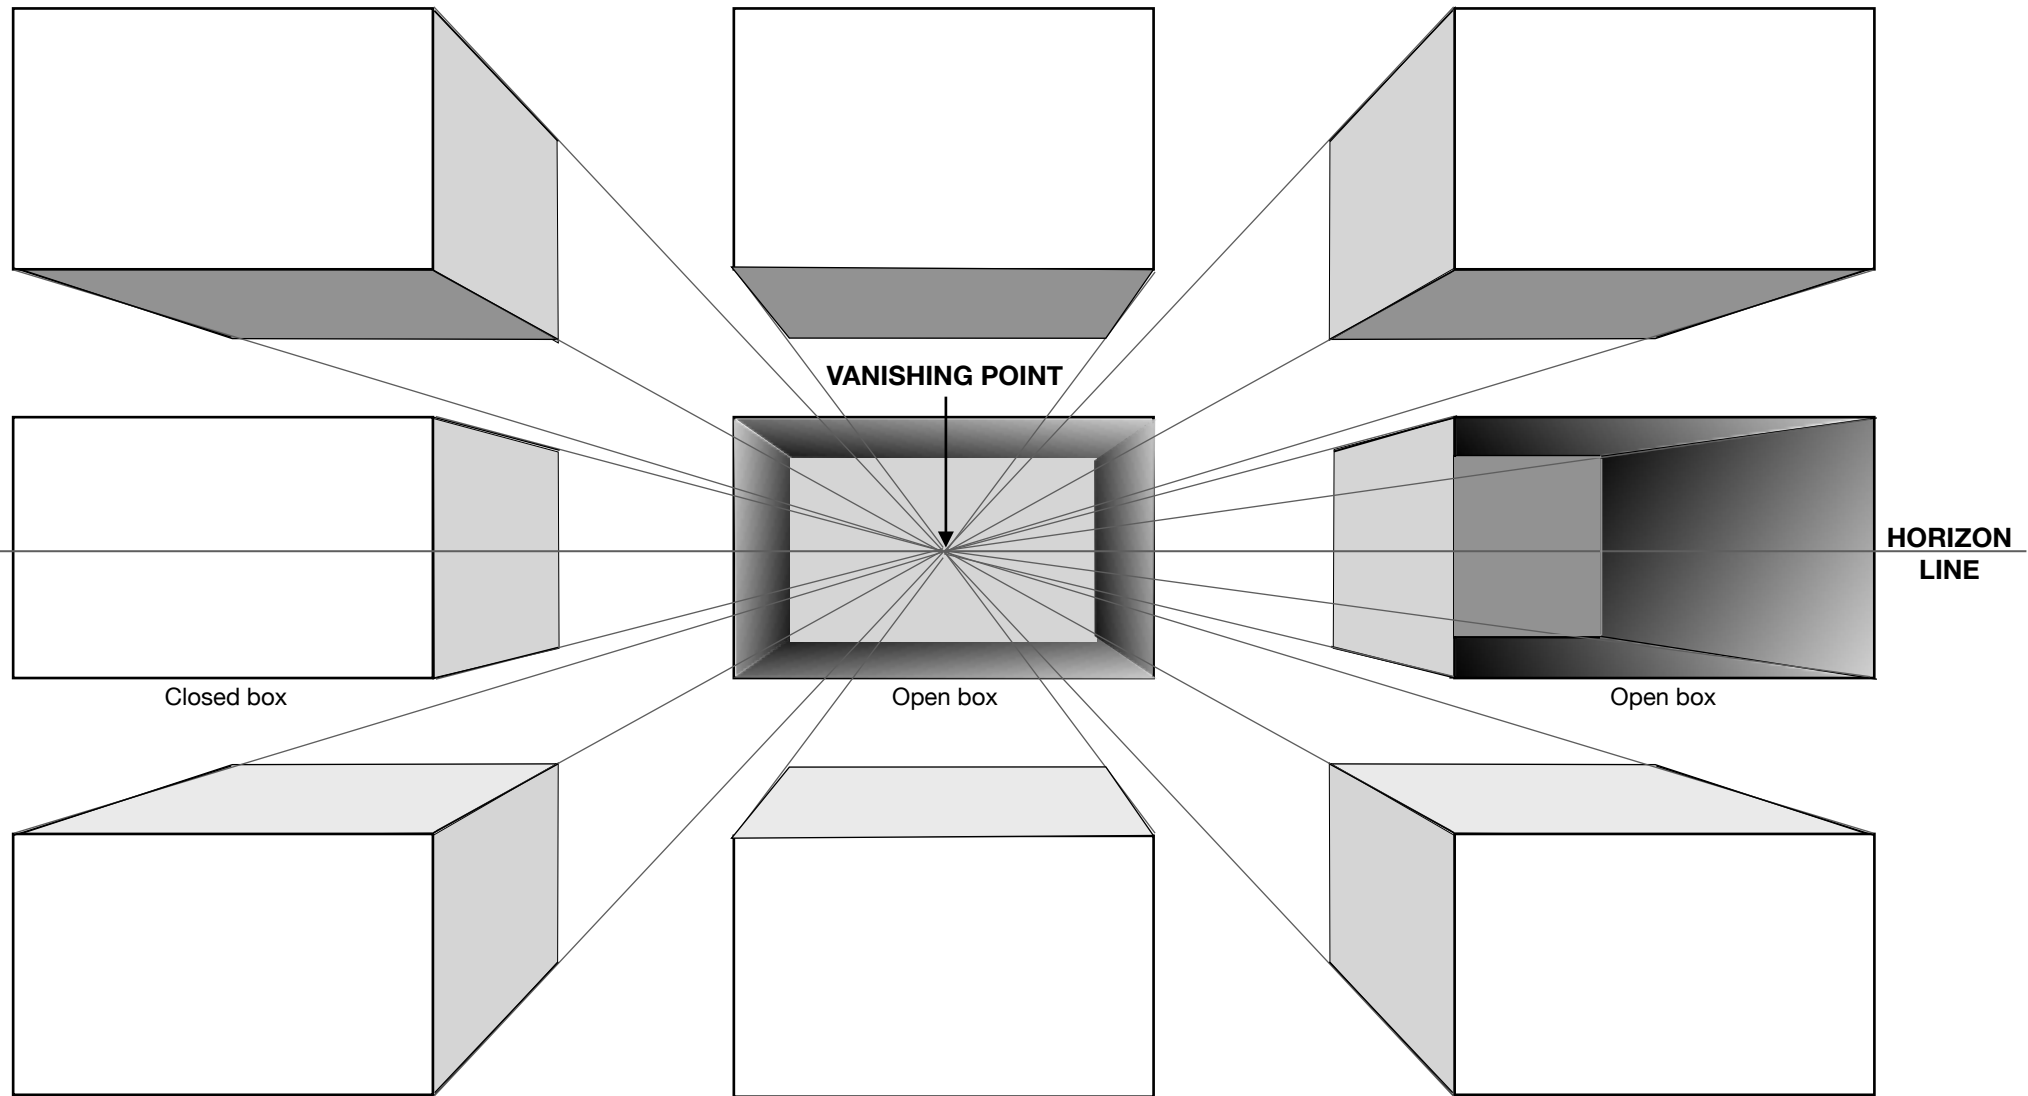 VANISHING POINT
HORIZON
LINE
Closed box
Open box
Open box